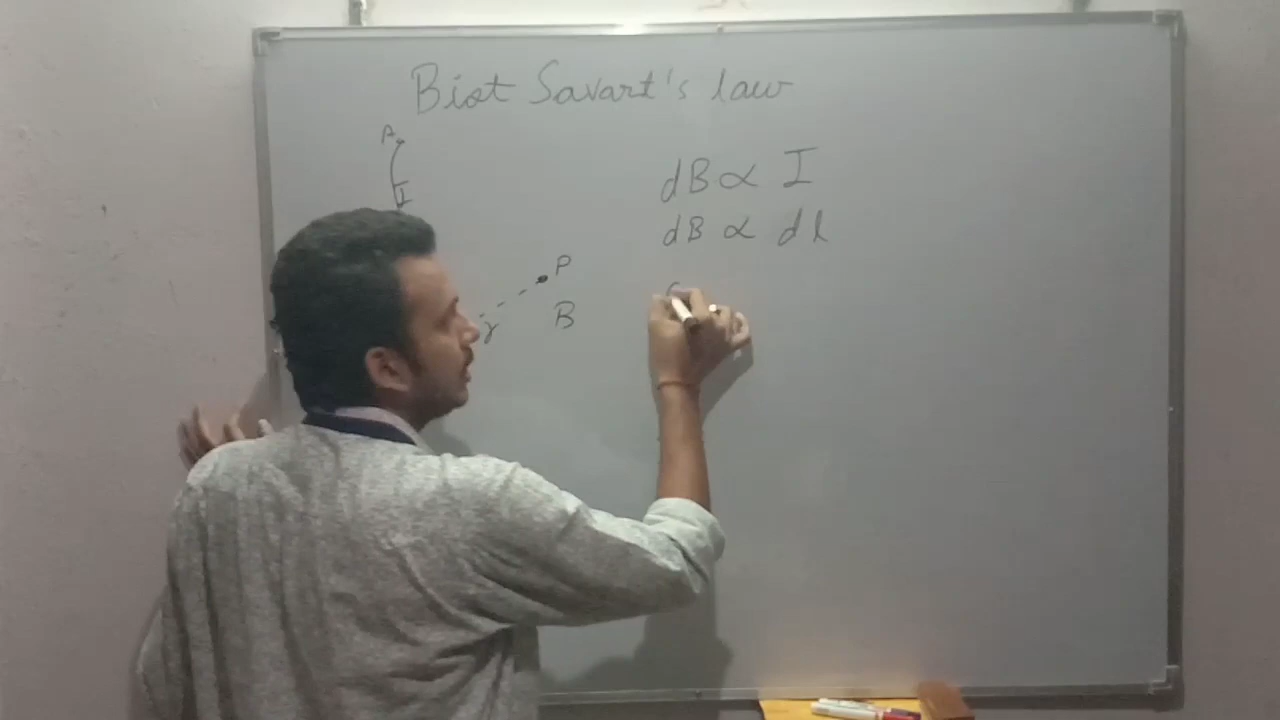 Biot Savart's law
A
I
dB ∝ I
dB ∝ dl
P
r
B